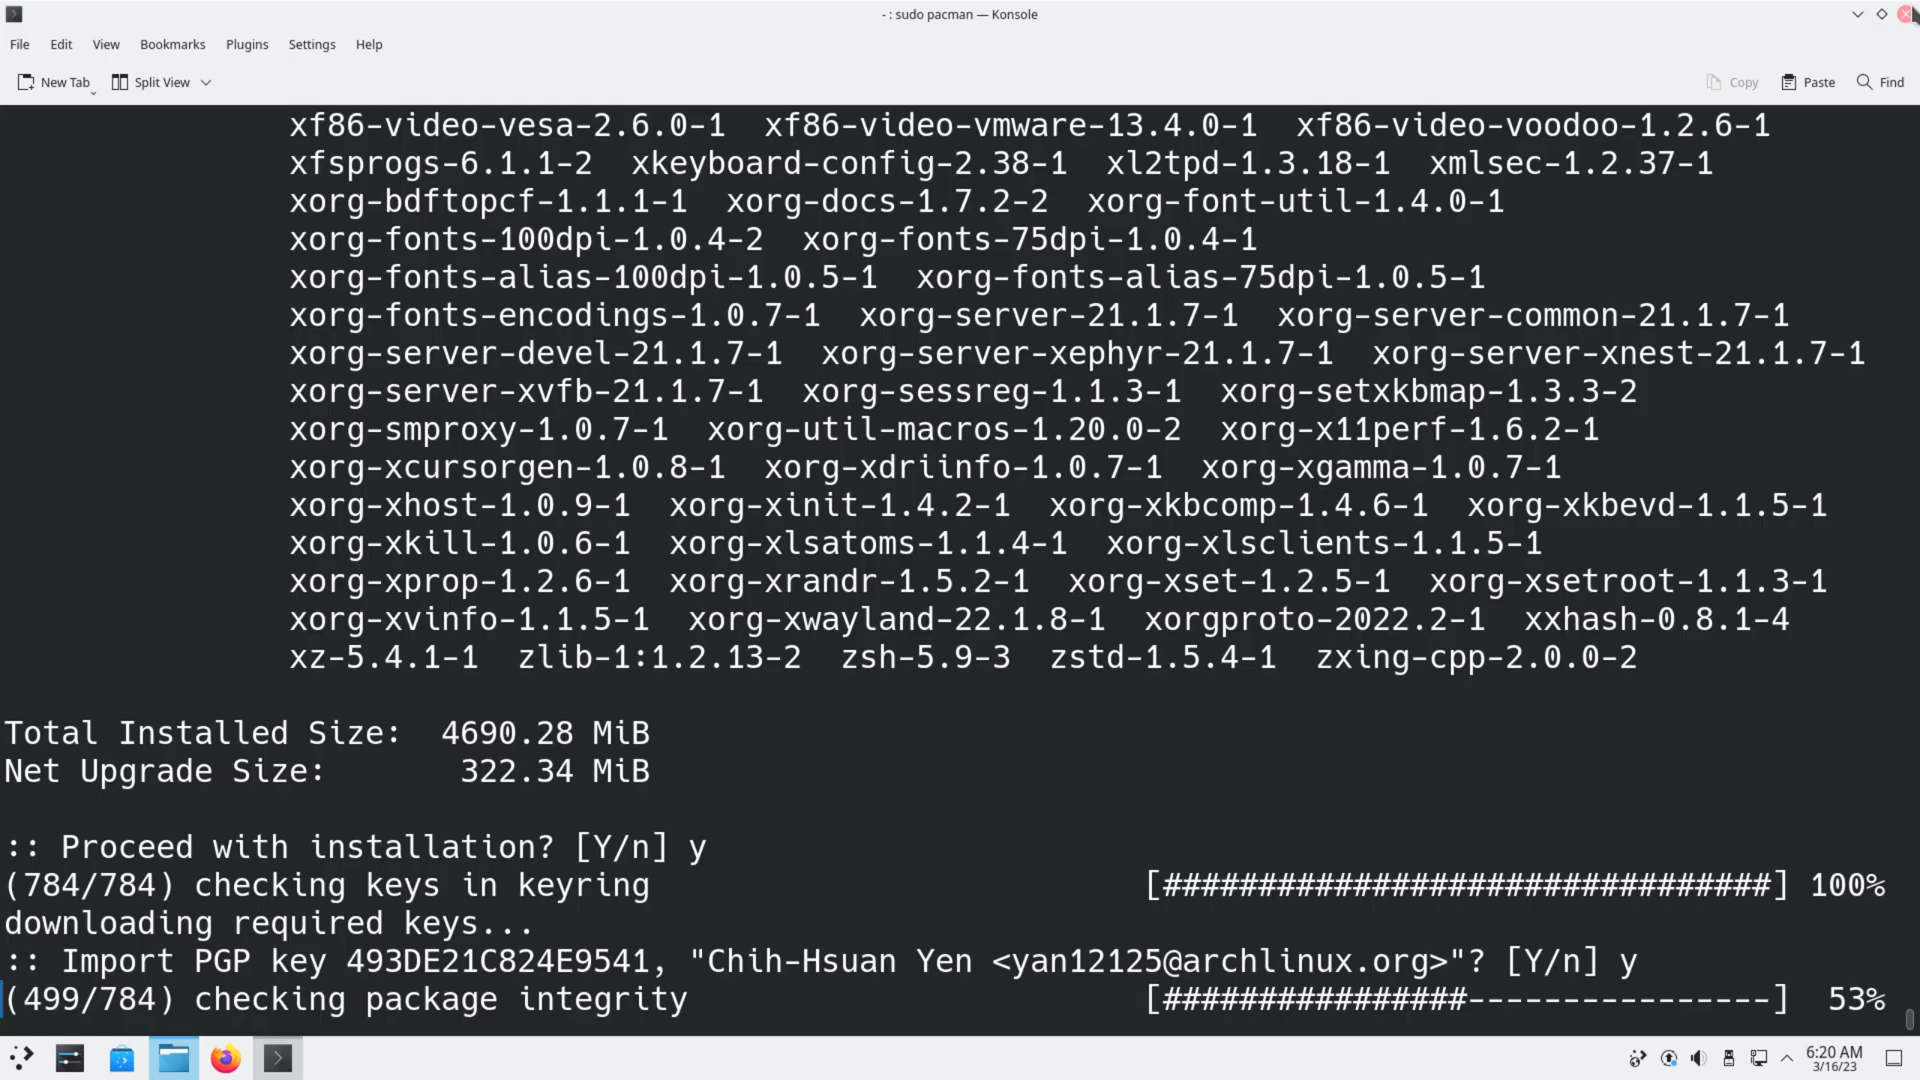 - : sudo pacman — Konsole
File Edit View Bookmarks Plugins Settings Help
New Tab Split View Copy Paste Find
xf86-video-vesa-2.6.0-1 xf86-video-vmware-13.4.0-1 xf86-video-voodoo-1.2.6-1
xfsprogs-6.1.1-2 xkeyboard-config-2.38-1 xl2tpd-1.3.18-1 xmlsec-1.2.37-1
xorg-bdftopcf-1.1.1-1 xorg-docs-1.7.2-2 xorg-font-util-1.4.0-1
xorg-fonts-100dpi-1.0.4-2 xorg-fonts-75dpi-1.0.4-1
xorg-fonts-alias-100dpi-1.0.5-1 xorg-fonts-alias-75dpi-1.0.5-1
xorg-fonts-encodings-1.0.7-1 xorg-server-21.1.7-1 xorg-server-common-21.1.7-1
xorg-server-devel-21.1.7-1 xorg-server-xephyr-21.1.7-1 xorg-server-xnest-21.1.7-1
xorg-server-xvfb-21.1.7-1 xorg-sessreg-1.1.3-1 xorg-setxkbmap-1.3.3-2
xorg-smproxy-1.0.7-1 xorg-util-macros-1.20.0-2 xorg-x11perf-1.6.2-1
xorg-xcursorgen-1.0.8-1 xorg-xdriinfo-1.0.7-1 xorg-xgamma-1.0.7-1
xorg-xhost-1.0.9-1 xorg-xinit-1.4.2-1 xorg-xkbcomp-1.4.6-1 xorg-xkbevd-1.1.5-1
xorg-xkill-1.0.6-1 xorg-xlsatoms-1.1.4-1 xorg-xlsclients-1.1.5-1
xorg-xprop-1.2.6-1 xorg-xrandr-1.5.2-1 xorg-xset-1.2.5-1 xorg-xsetroot-1.1.3-1
xorg-xvinfo-1.1.5-1 xorg-xwayland-22.1.8-1 xorgproto-2022.2-1 xxhash-0.8.1-4
xz-5.4.1-1 zlib-1:1.2.13-2 zsh-5.9-3 zstd-1.5.4-1 zxing-cpp-2.0.0-2
Total Installed Size: 4690.28 MiB
Net Upgrade Size: 322.34 MiB
:: Proceed with installation? [Y/n] y
(784/784) checking keys in keyring [################################] 100%
downloading required keys...
:: Import PGP key 493DE21C824E9541, "Chih-Hsuan Yen <yan12125@archlinux.org>"? [Y/n] y
(499/784) checking package integrity [################----------------] 53%
6:20 AM
3/16/23